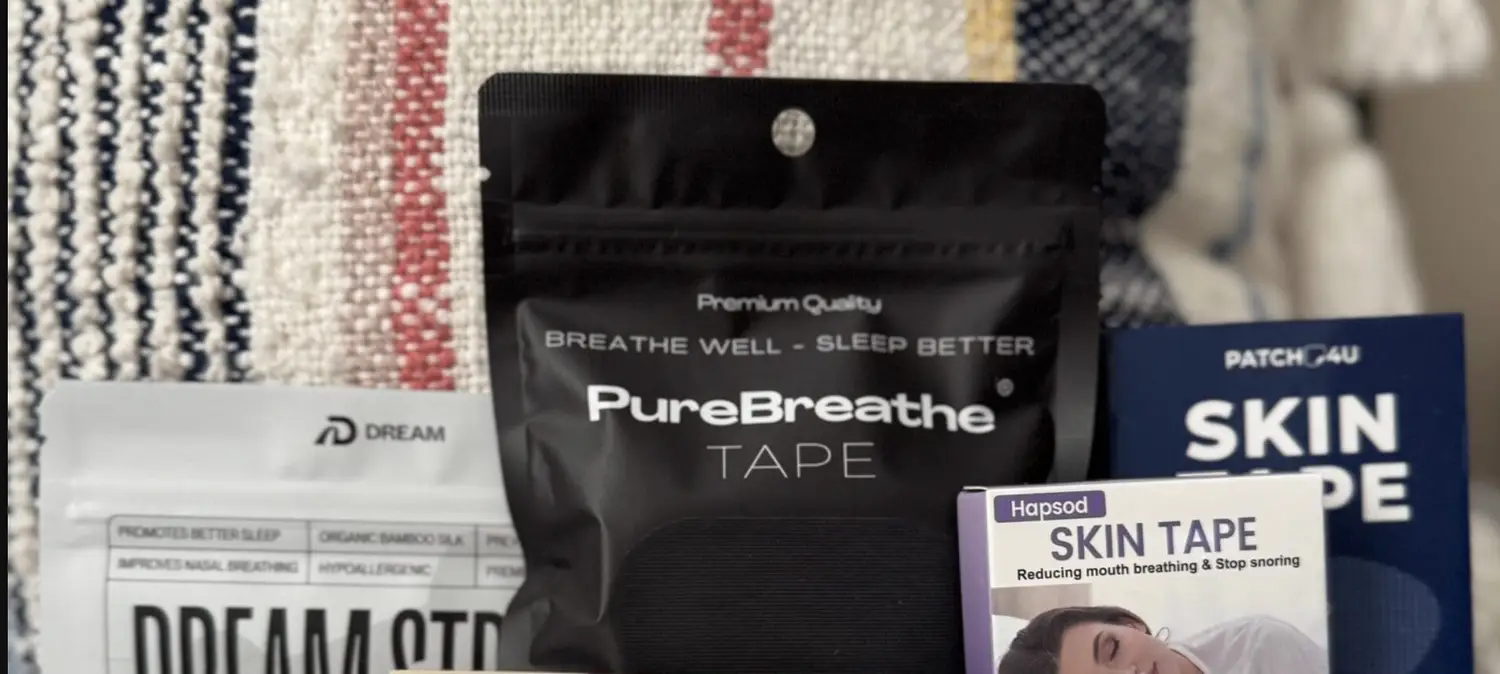 Premium Quality
BREATHE WELL - SLEEP BETTER
PureBreathe®
TAPE
DREAM
PROMOTES BETTER SLEEP
ORGANIC BAMBOO SILK
IMPROVES NASAL BREATHING
HYPOALLERGENIC
DREAM
PATCH4U
SKIN
Hapsod
SKIN TAPE
Reducing mouth breathing & Stop snoring